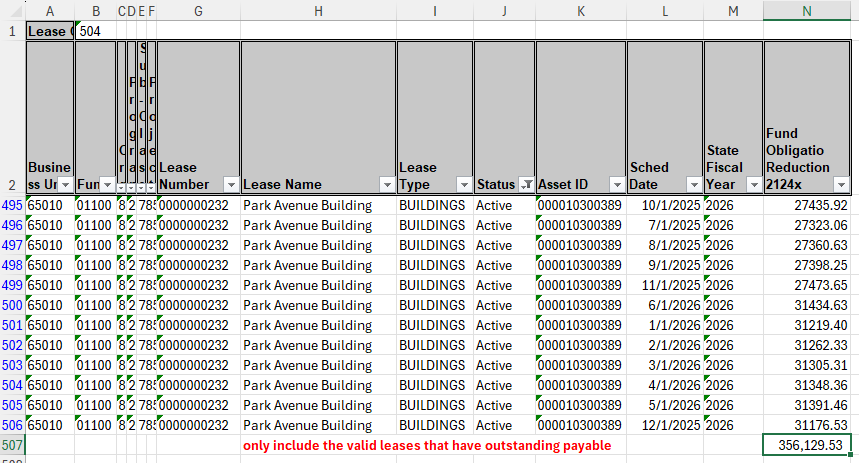 A B C D E F G H I J K L M N
1 Lease 504
2 Busine ss Un Fun Lease Number Lease Name Lease Type Status Asset ID Sched Date State Fiscal Year Fund Obligatio Reduction 2124x
495 65010 01100 8 2 78 0000000232 Park Avenue Building BUILDINGS Active 000010300389 10/1/2025 2026 27435.92
496 65010 01100 8 2 78 0000000232 Park Avenue Building BUILDINGS Active 000010300389 7/1/2026 2026 27323.06
497 65010 01100 8 2 78 0000000232 Park Avenue Building BUILDINGS Active 000010300389 8/1/2025 2026 27360.63
498 65010 01100 8 2 78 0000000232 Park Avenue Building BUILDINGS Active 000010300389 9/1/2025 2026 27398.25
499 65010 01100 8 2 78 0000000232 Park Avenue Building BUILDINGS Active 000010300389 11/1/2025 2026 27473.65
500 65010 01100 8 2 78 0000000232 Park Avenue Building BUILDINGS Active 000010300389 6/1/2026 2026 31434.63
501 65010 01100 8 2 78 0000000232 Park Avenue Building BUILDINGS Active 000010300389 1/1/2026 2026 31219.40
502 65010 01100 8 2 78 0000000232 Park Avenue Building BUILDINGS Active 000010300389 2/1/2026 2026 31262.33
503 65010 01100 8 2 78 0000000232 Park Avenue Building BUILDINGS Active 000010300389 3/1/2026 2026 31305.31
504 65010 01100 8 2 78 0000000232 Park Avenue Building BUILDINGS Active 000010300389 4/1/2026 2026 31348.36
505 65010 01100 8 2 78 0000000232 Park Avenue Building BUILDINGS Active 000010300389 5/1/2026 2026 31391.46
506 65010 01100 8 2 78 0000000232 Park Avenue Building BUILDINGS Active 000010300389 12/1/2025 2026 31176.53
507 only include the valid leases that have outstanding payable 356,129.53